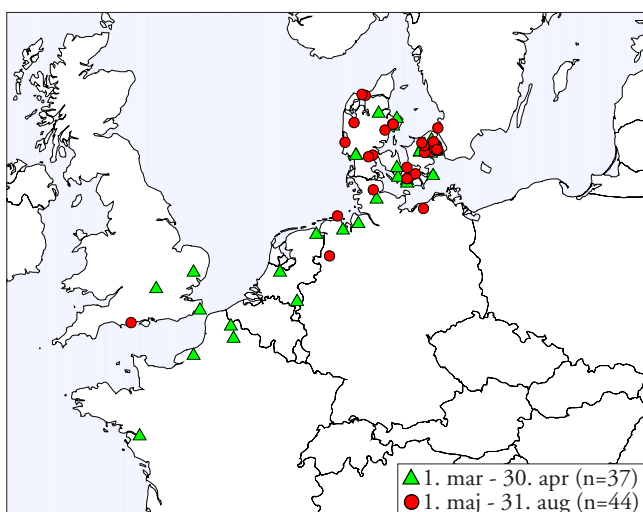 1. mar - 30. apr (n=37)
1. maj - 31. aug (n=44)